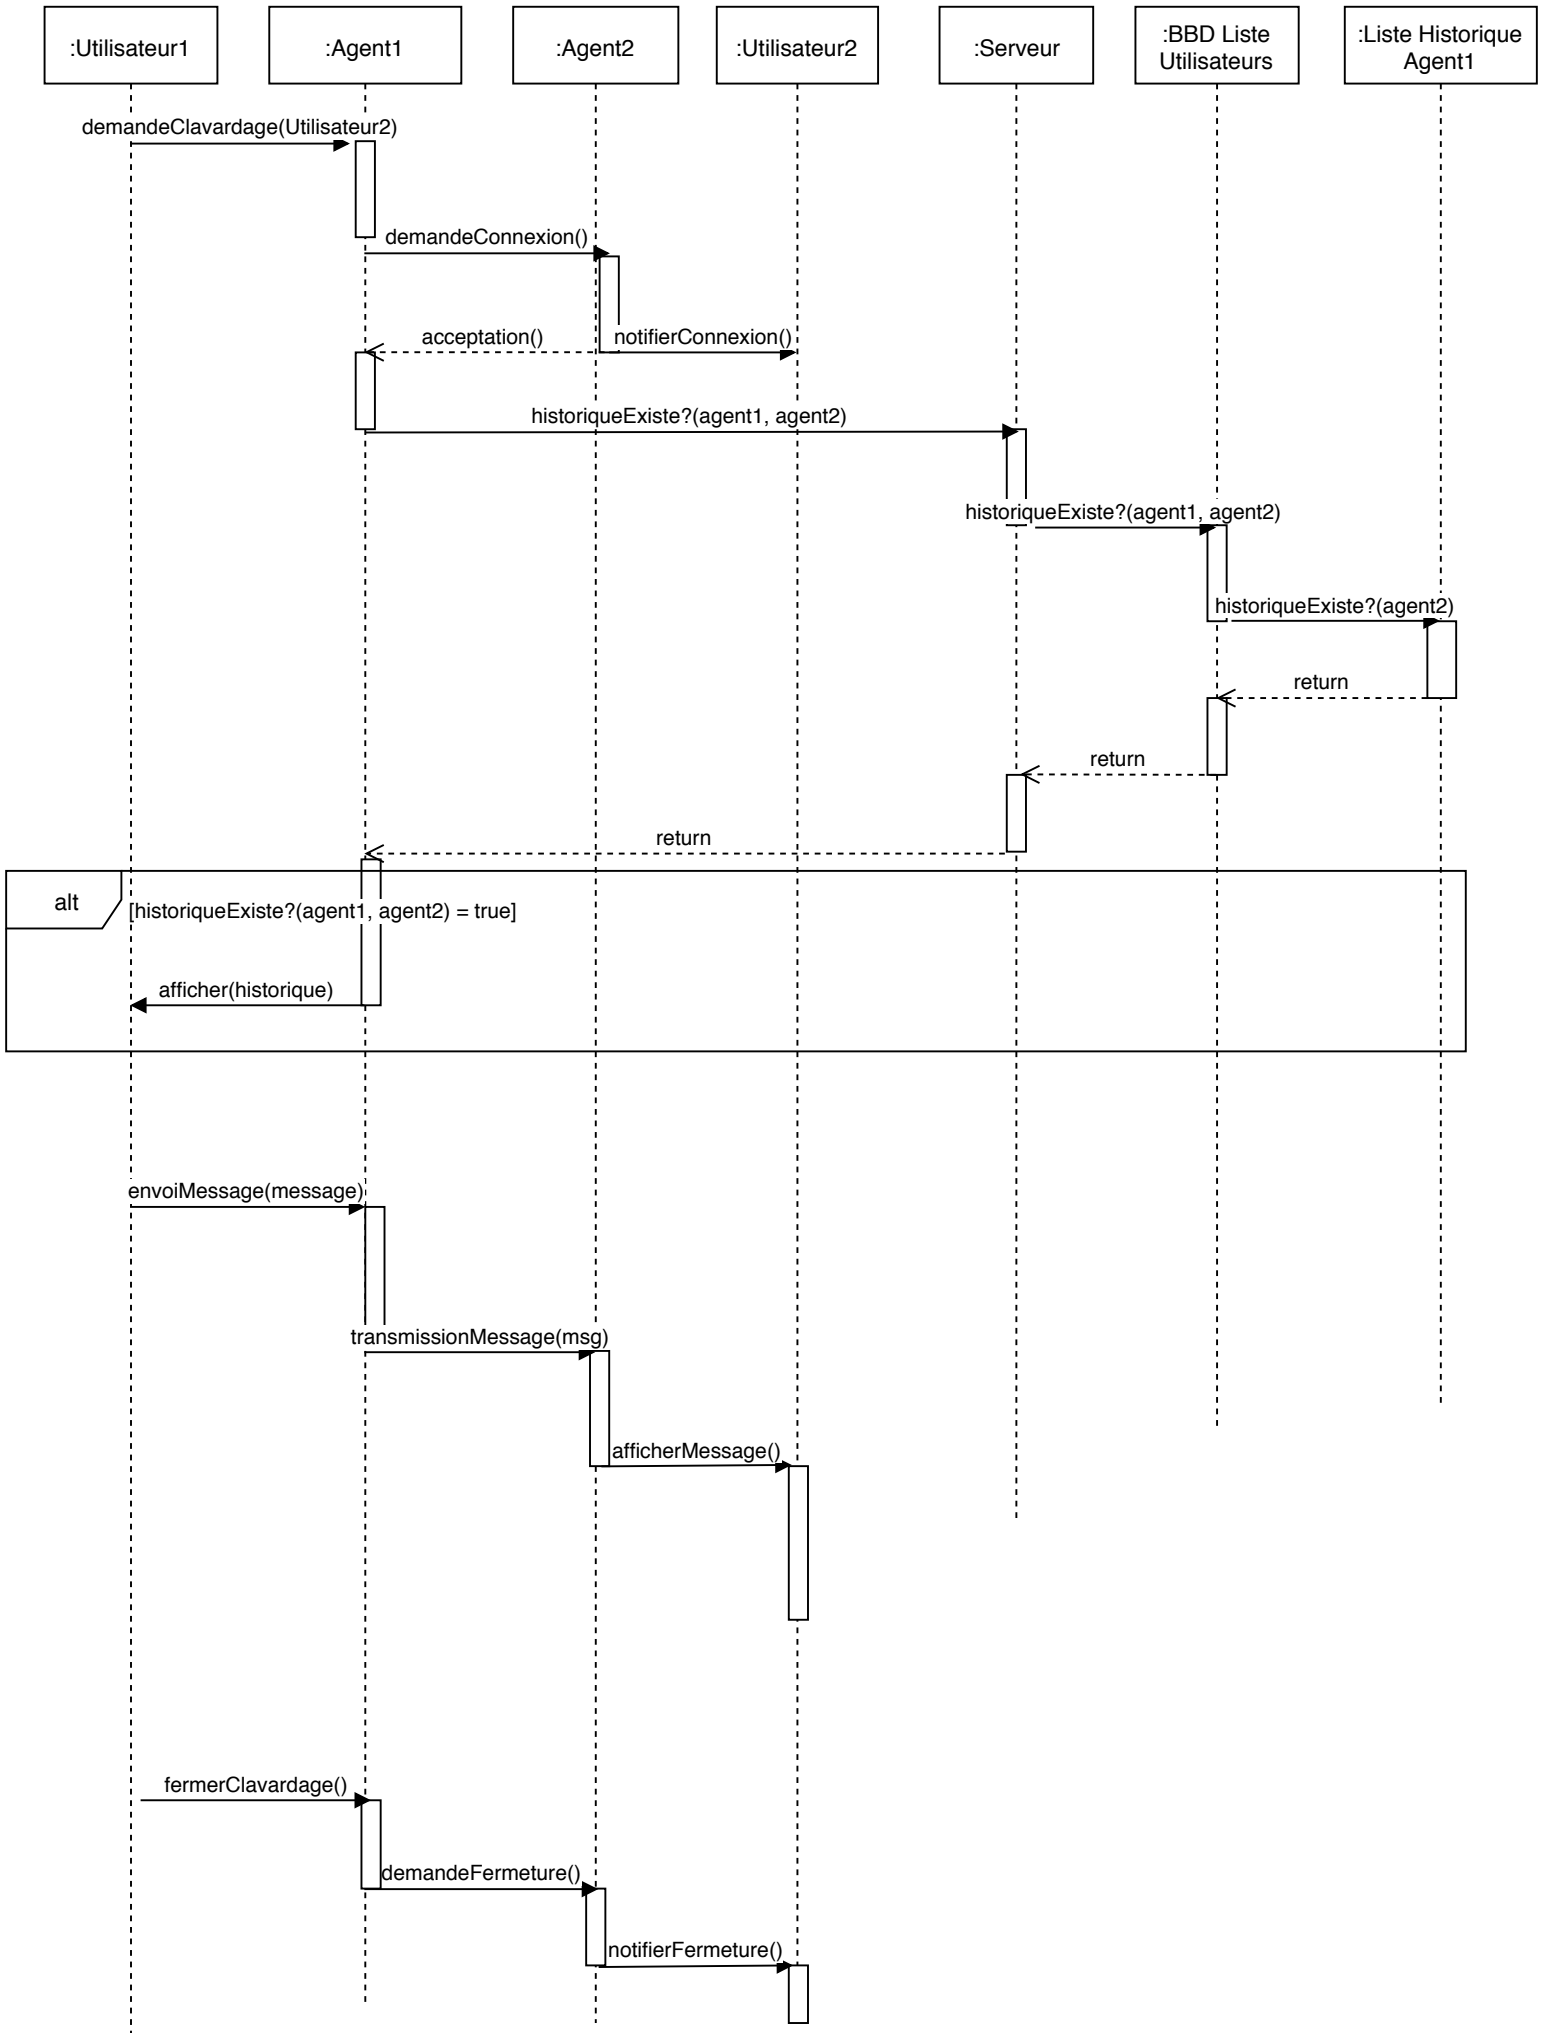 :Utilisateur1
:Agent1
:Agent2
:Utilisateur2
:Serveur
:BBD Liste
Utilisateurs
:Liste Historique
Agent1
demandeClavardage(Utilisateur2)
demandeConnexion()
acceptation()
notifierConnexion()
historiqueExiste?(agent1, agent2)
historiqueExiste?(agent1, agent2)
historiqueExiste?(agent2)
return
return
return
alt
[historiqueExiste?(agent1, agent2) = true]
afficher(historique)
envoiMessage(message)
transmissionMessage(msg)
afficherMessage()
fermerClavardage()
demandeFermeture()
notifierFermeture()